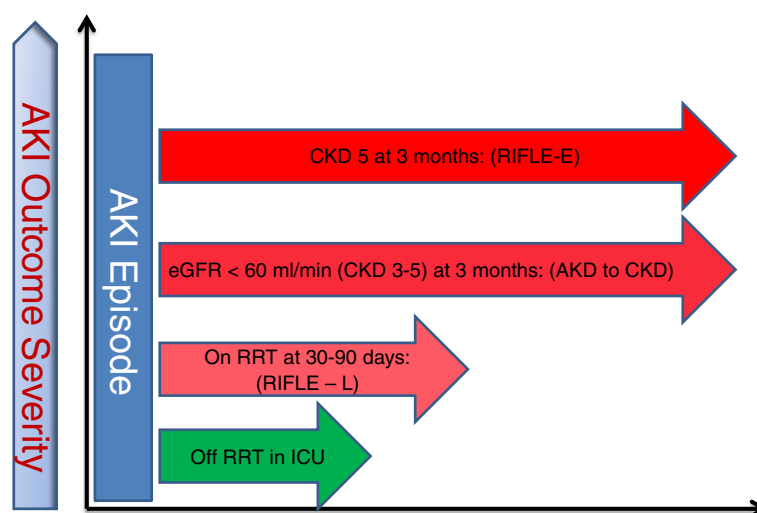 AKI Outcome Severity
AKI Episode
CKD 5 at 3 months: (RIFLE-E)
eGFR < 60 ml/min (CKD 3-5) at 3 months: (AKD to CKD)
On RRT at 30-90 days:
(RIFLE – L)
Off RRT in ICU